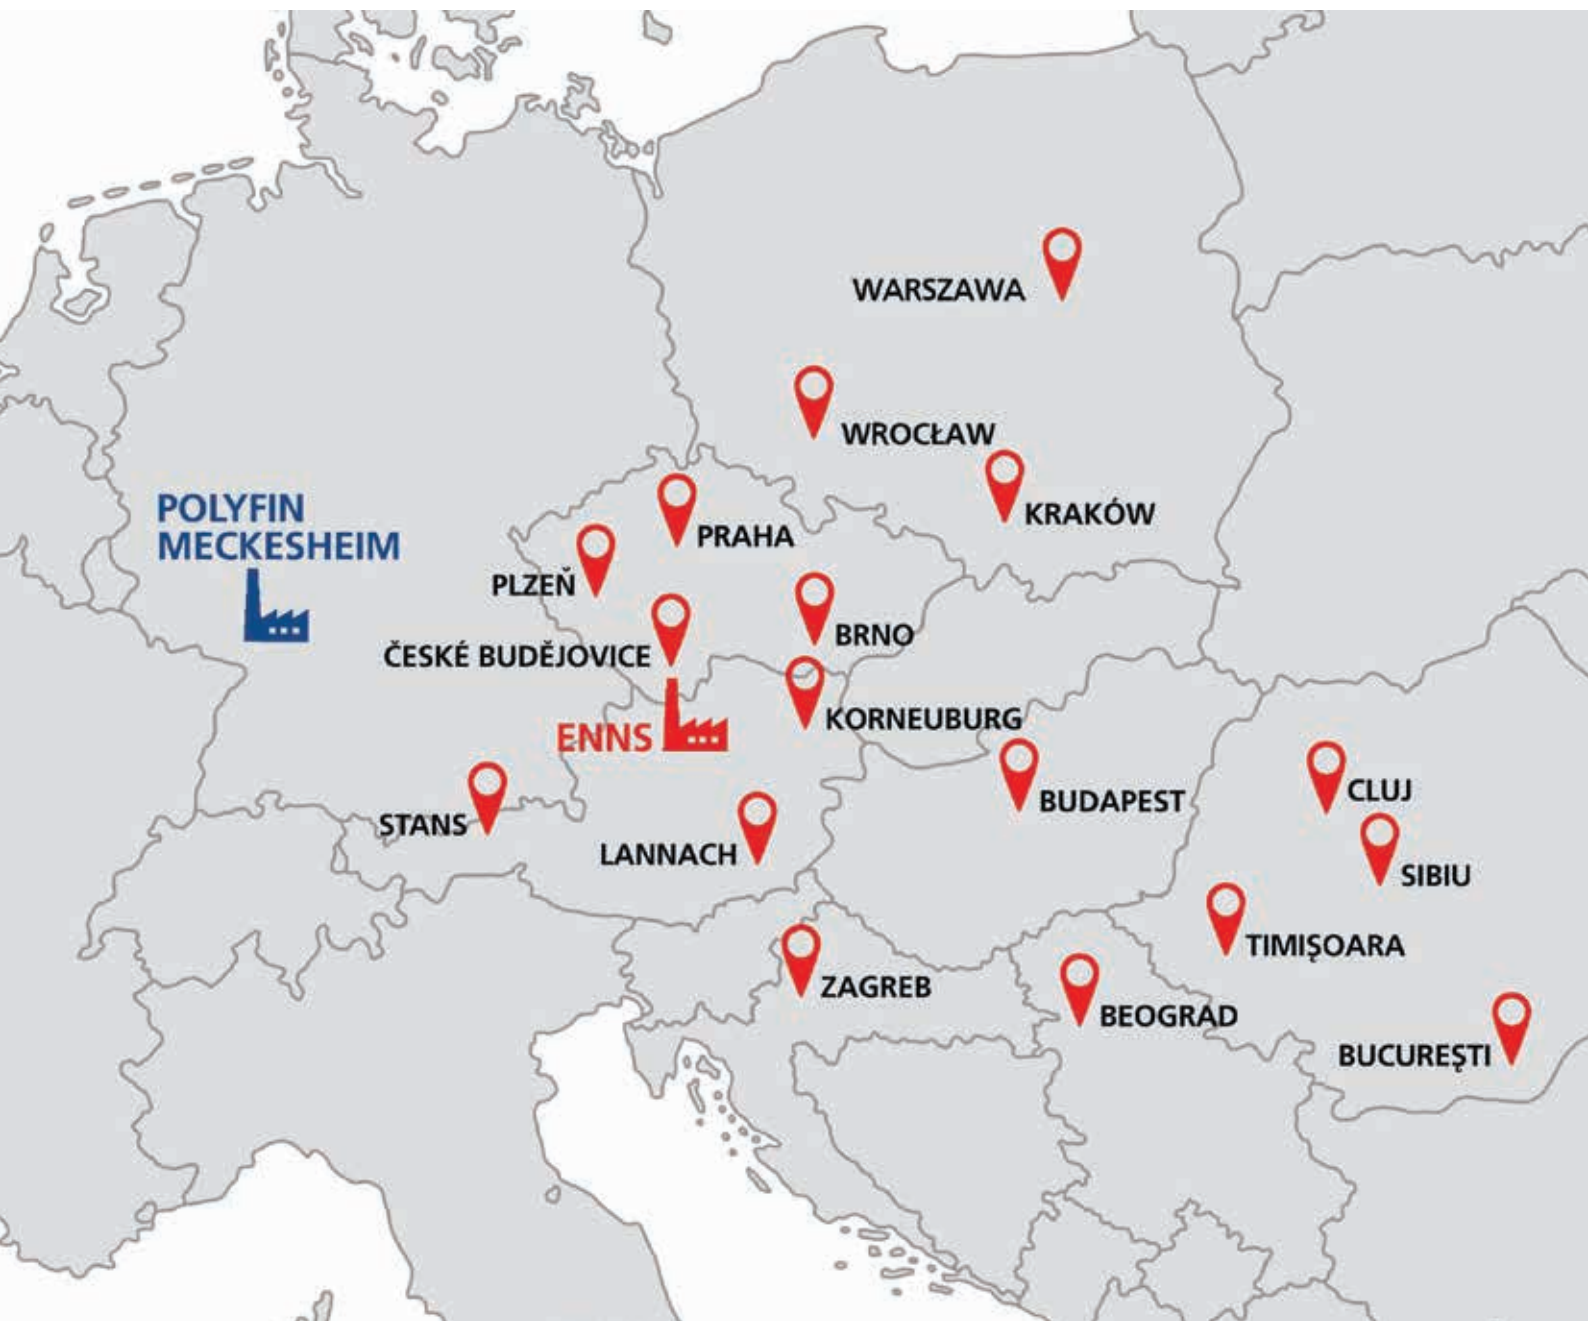 WARSZAWA
WROCŁAW
KRAKÓW
POLYFIN
MECKESHEIM
PRAHA
PLZEŇ
BRNO
ČESKÉ BUDĚJOVICE
KORNEUBURG
ENNS
BUDAPEST
CLUJ
STANS
LANNACH
SIBIU
TIMIȘOARA
ZAGREB
BEOGRAD
BUCUREŞTI